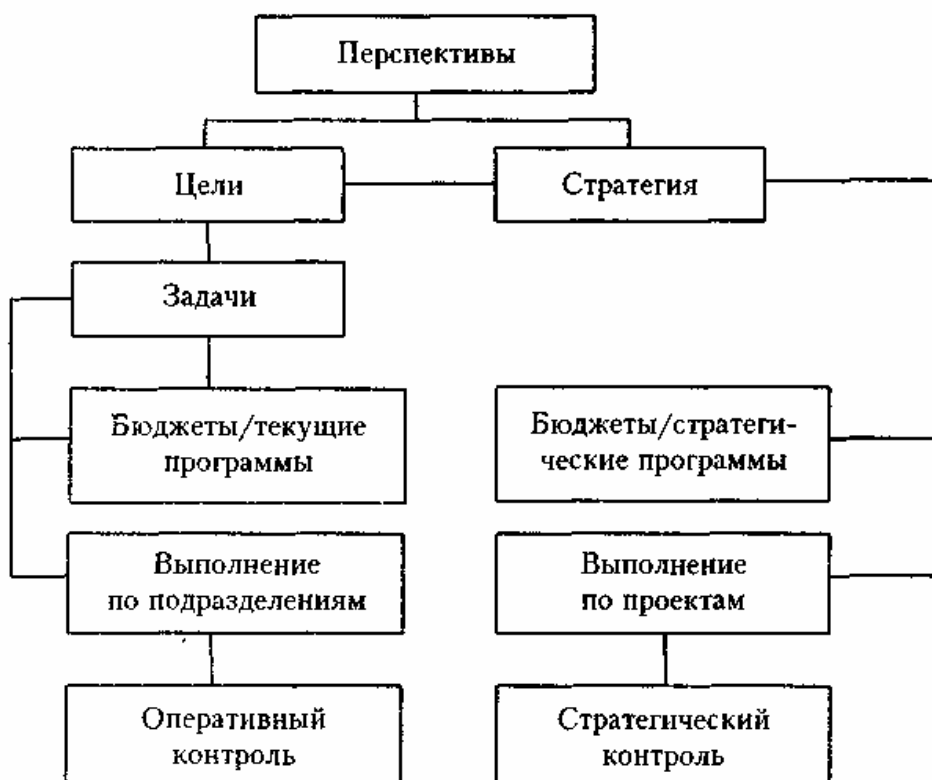 Перспективы
Цели
Стратегия
Задачи
Бюджеты/текущие
программы
Бюджеты/стратеги-
ческие программы
Выполнение
по подразделениям
Выполнение
по проектам
Оперативный
контроль
Стратегический
контроль